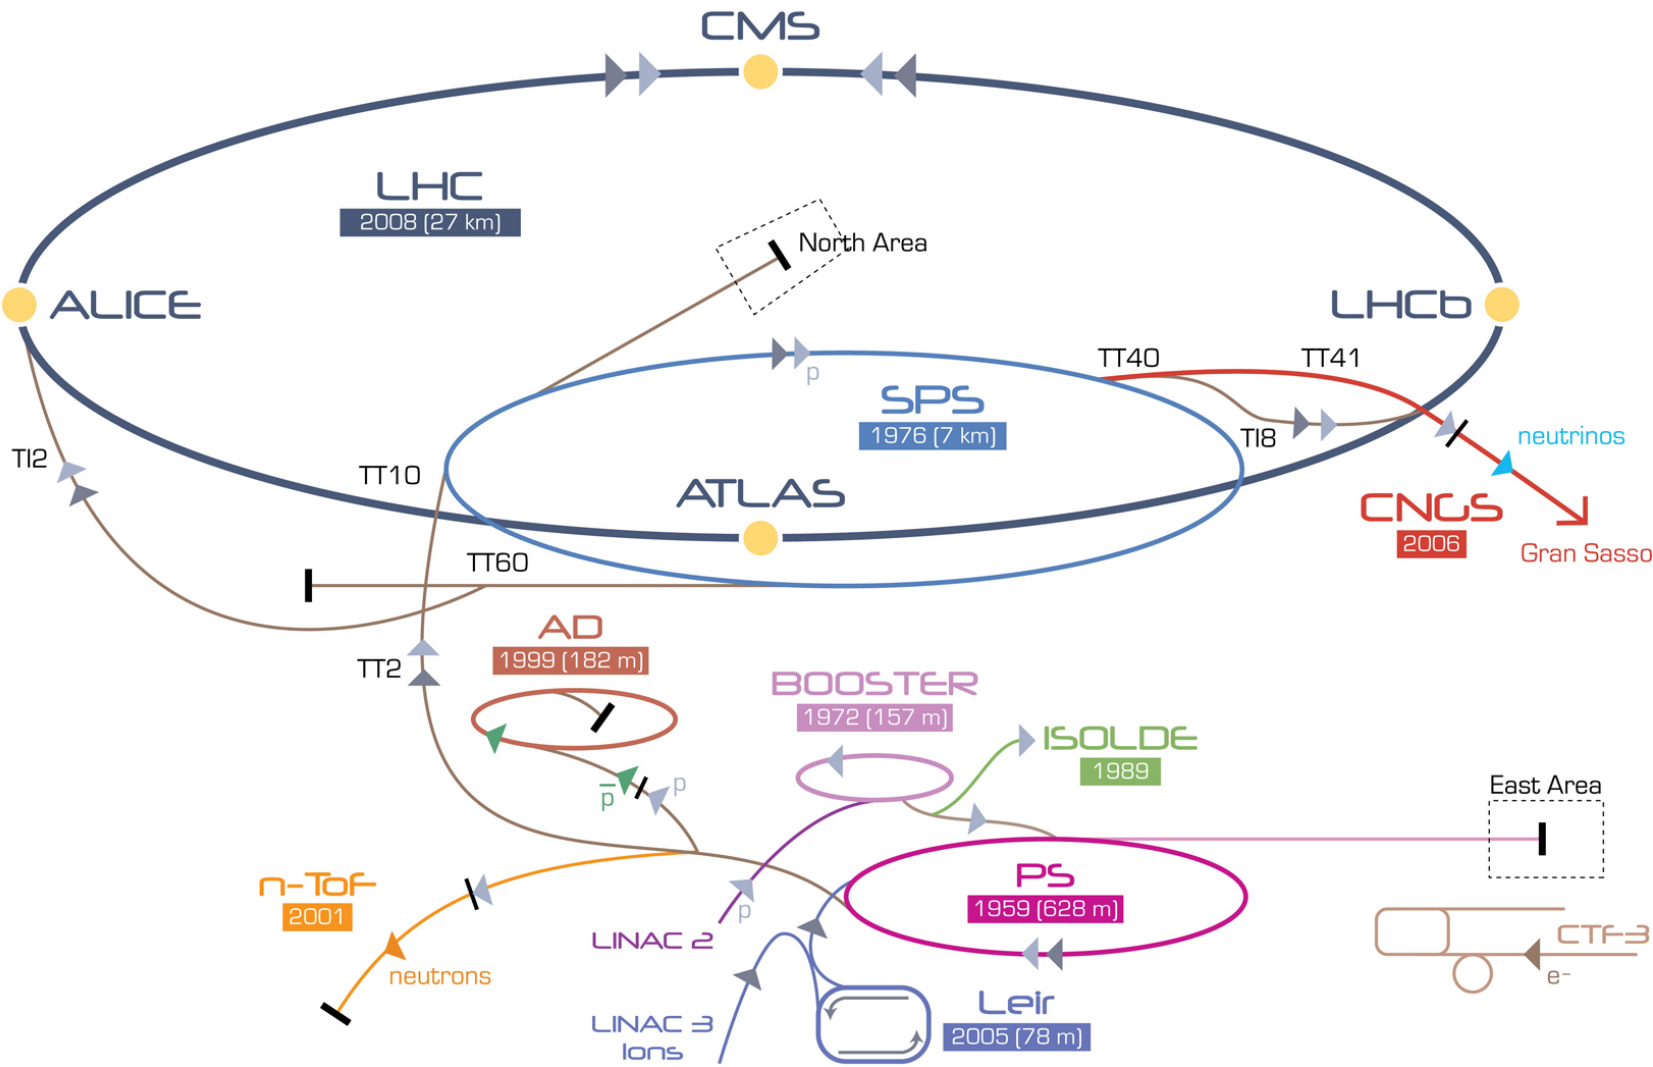 CMS
LHC
2008 (27 km)
North Area
ALICE
LHCb
TT40
TT41
p
SPS
1976 (7 km)
TI8
neutrinos
TI2
TT10
ATLAS
CNGS
2006
Gran Sasso
TT60
AD
1999 (182 m)
TT2
BOOSTER
1972 (157 m)
ISOLDE
1989
p̅
p
East Area
n-ToF
2001
PS
1959 (628 m)
p
LINAC 2
neutrons
CTF-3
e-
LINAC 3
Ions
Leir
2005 (78 m)